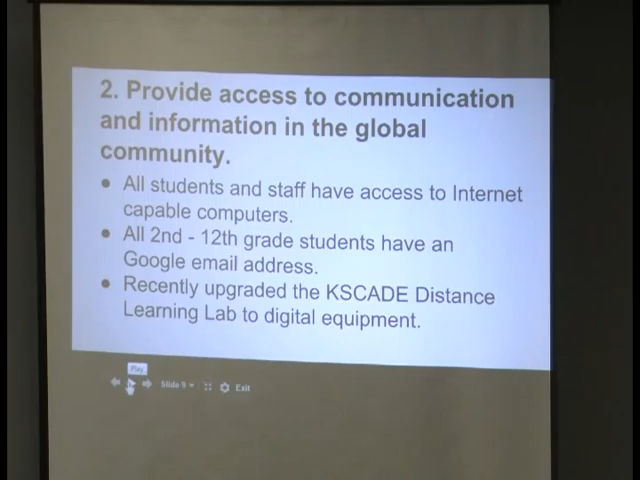 2. Provide access to communication
and information in the global
community.
• All students and staff have access to Internet
capable computers.
• All 2nd - 12th grade students have an
Google email address.
• Recently upgraded the KSCADE Distance
Learning Lab to digital equipment.
Play
Slide 9
Exit